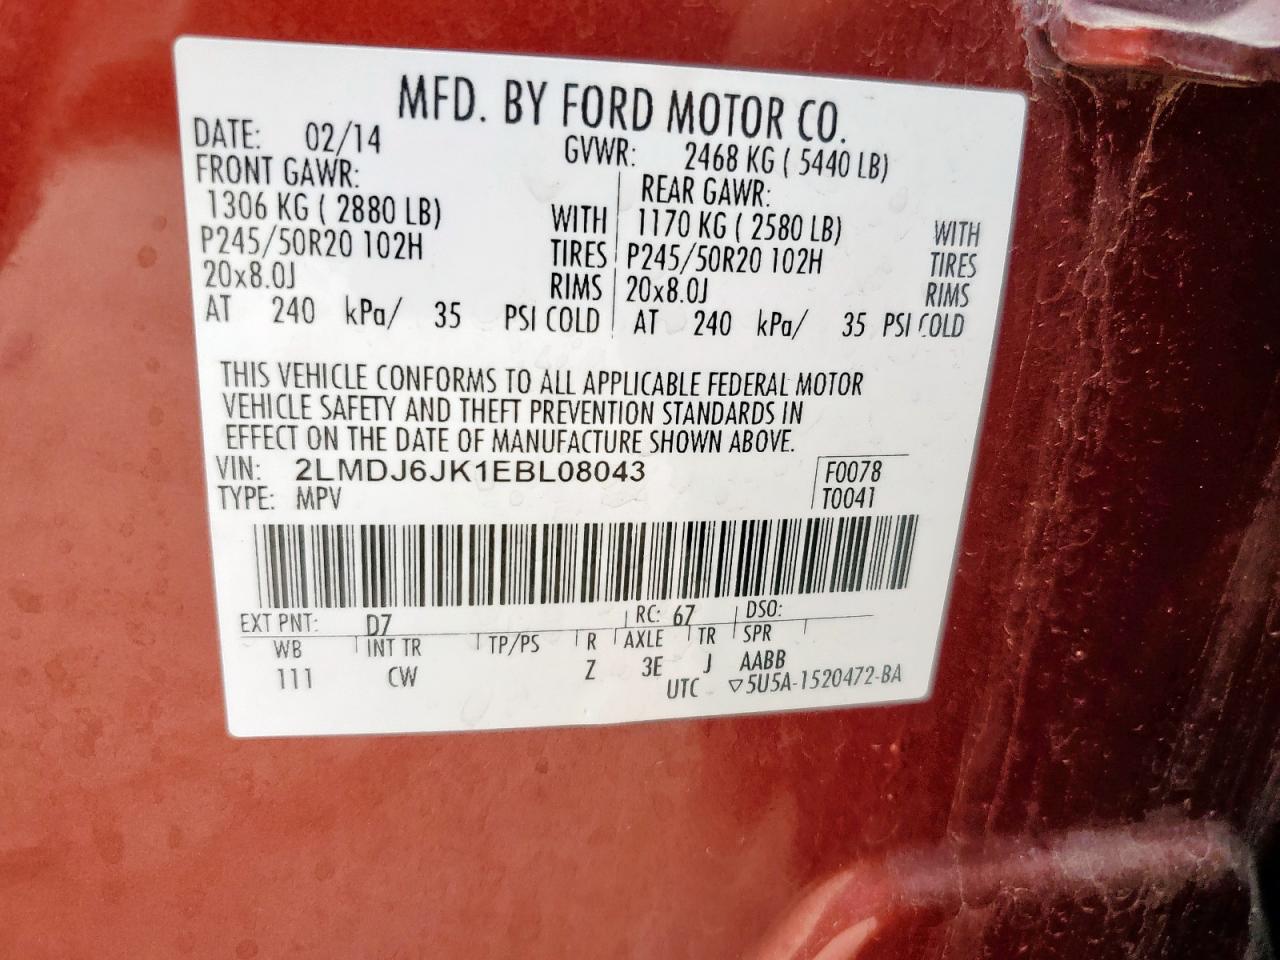 MFD. BY FORD MOTOR CO.
DATE: 02/14 GVWR: 2468 KG ( 5440 LB)
FRONT GAWR: REAR GAWR:
1306 KG ( 2880 LB) WITH 1170 KG ( 2580 LB) WITH
P245/50R20 102H TIRES P245/50R20 102H TIRES
20x8.0J RIMS 20x8.0J RIMS
AT 240 kPa/ 35 PSI COLD AT 240 kPa/ 35 PSI COLD
THIS VEHICLE CONFORMS TO ALL APPLICABLE FEDERAL MOTOR
VEHICLE SAFETY AND THEFT PREVENTION STANDARDS IN
EFFECT ON THE DATE OF MANUFACTURE SHOWN ABOVE.
VIN: 2LMDJ6JK1EBL08043 F0078
TYPE: MPV T0041
EXT PNT: D7 RC: 67 DSO:
WB INT TR TP/PS R AXLE TR SPR
111 CW Z 3E J AABB
UTC ▽5U5A-1520472-BA